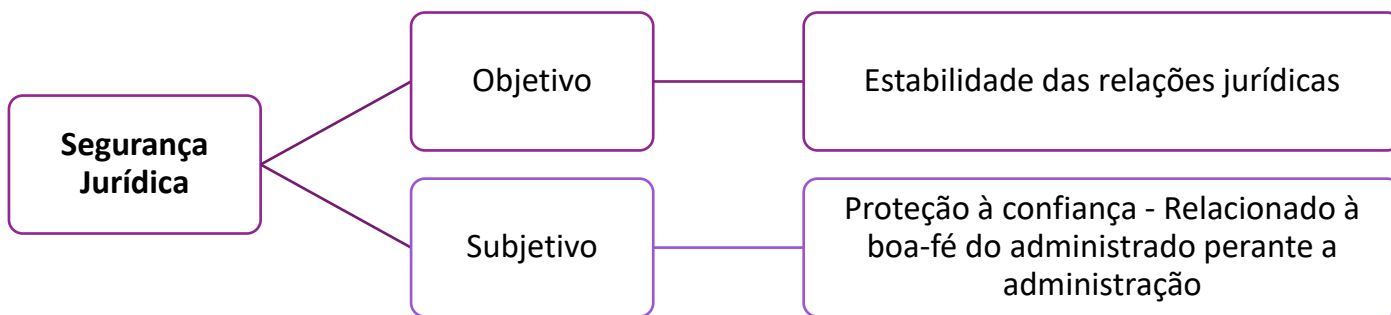 Segurança
Jurídica
Objetivo
Estabilidade das relações jurídicas
Subjetivo
Proteção à confiança - Relacionado à
boa-fé do administrado perante a
administração